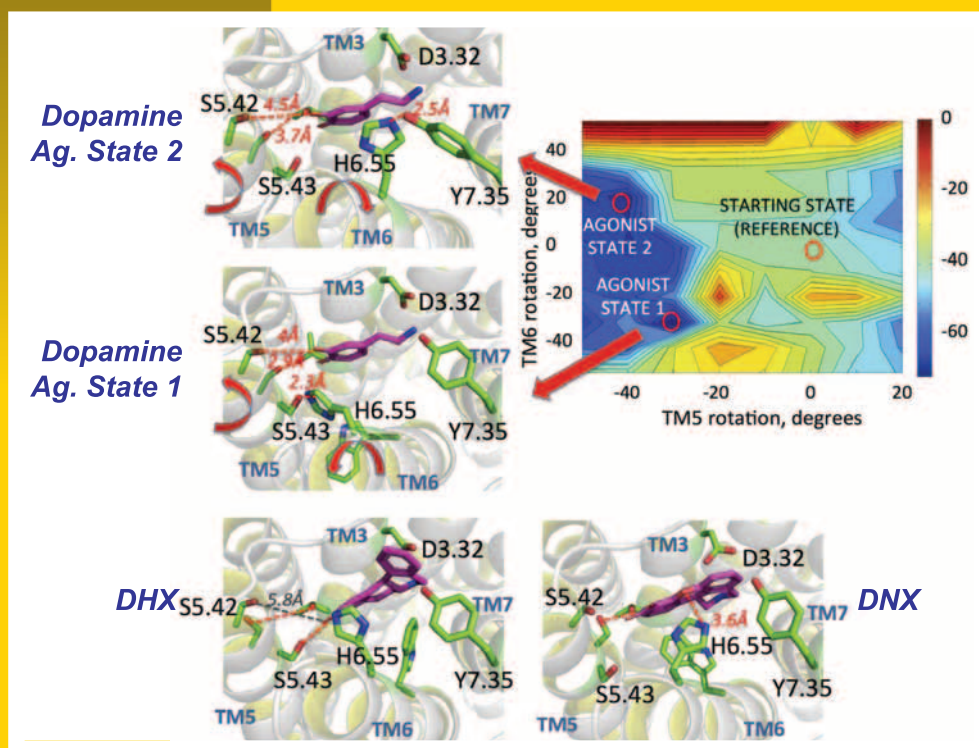 Dopamine
Ag. State 2
TM3
D3.32
S5.42
4.5Å
2.5Å
TM7
3.7Å
H6.55
S5.43
Y7.35
TM5
TM6
Dopamine
Ag. State 1
TM3
D3.32
S5.42
4Å
2.9Å
TM7
2.3Å
H6.55
S5.43
Y7.35
TM5
TM6
TM6 rotation, degrees
40
20
0
-20
-40
STARTING STATE
(REFERENCE)
AGONIST
STATE 2
AGONIST
STATE 1
-40
-20
0
20
TM5 rotation, degrees
0
-20
-40
-60
DHX
TM3
D3.32
S5.42
5.8Å
TM7
H6.55
S5.43
Y7.35
TM5
TM6
DNX
TM3
D3.32
S5.42
TM7
3.6Å
H6.55
S5.43
Y7.35
TM5
TM6